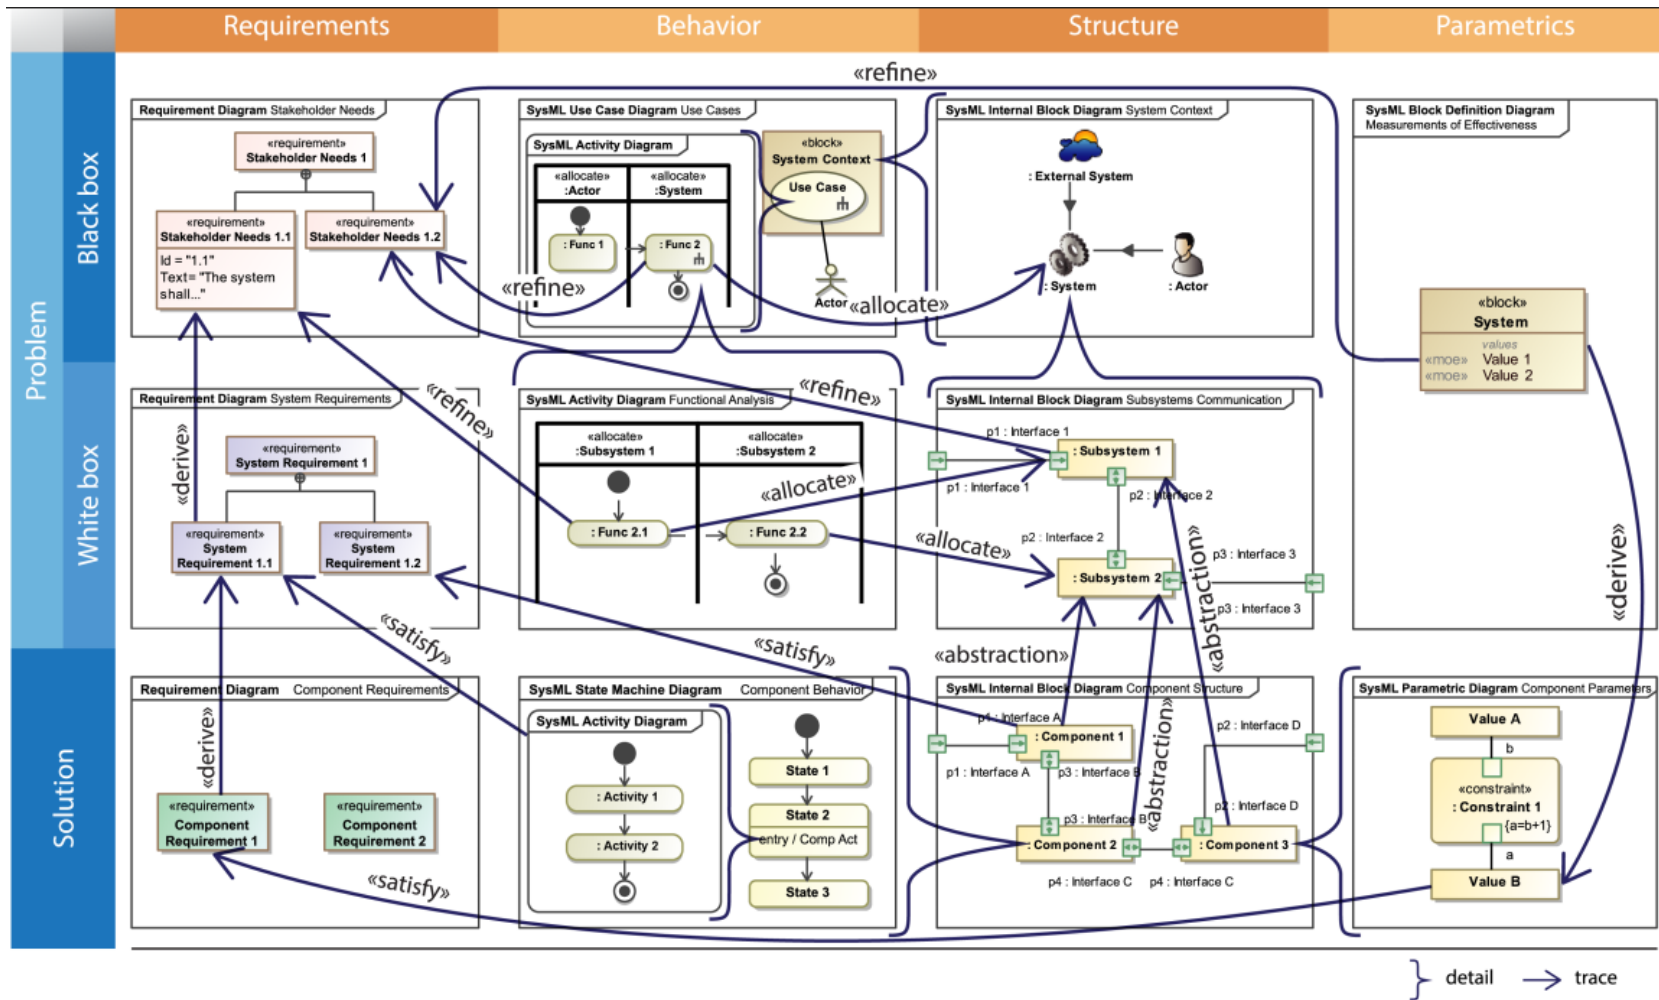 Requirements
Behavior
Structure
Parametrics
Problem
Black box
White box
Solution
«refine»
Requirement Diagram Stakeholder Needs
«requirement»
Stakeholder Needs 1
«requirement»
Stakeholder Needs 1.1
Id = "1.1"
Text= "The system
shall..."
«requirement»
Stakeholder Needs 1.2
SysML Use Case Diagram Use Cases
SysML Activity Diagram
«allocate»
:Actor
«allocate»
:System
: Func 1
: Func 2
«block»
System Context
Use Case
Actor
«refine»
«allocate»
SysML Internal Block Diagram System Context
: External System
: System
: Actor
SysML Block Definition Diagram
Measurements of Effectiveness
«block»
System
values
«moe» Value 1
«moe» Value 2
Requirement Diagram System Requirements
«requirement»
System Requirement 1
«requirement»
System
Requirement 1.1
«requirement»
System
Requirement 1.2
«derive»
«refine»
SysML Activity Diagram Functional Analysis
«allocate»
:Subsystem 1
«allocate»
:Subsystem 2
: Func 2.1
: Func 2.2
«refine»
«allocate»
«allocate»
SysML Internal Block Diagram Subsystems Communication
p1 : Interface 1
: Subsystem 1
p1 : Interface 1
p2 : Interface 2
p2 : Interface 2
p3 : Interface 3
: Subsystem 2
p3 : Interface 3
«abstraction»
«derive»
«satisfy»
«satisfy»
«abstraction»
Requirement Diagram Component Requirements
«derive»
«requirement»
Component
Requirement 1
«requirement»
Component
Requirement 2
«satisfy»
SysML State Machine Diagram Component Behavior
SysML Activity Diagram
: Activity 1
: Activity 2
State 1
State 2
entry / Comp Act
State 3
SysML Internal Block Diagram Component Structure
p1 : Interface A
: Component 1
p2 : Interface D
p1 : Interface A
p3 : Interface B
«abstraction»
p2 : Interface D
p3 : Interface B
: Component 2
: Component 3
p4 : Interface C
p4 : Interface C
SysML Parametric Diagram Component Parameters
Value A
b
«constraint»
: Constraint 1
{a=b+1}
a
Value B
detail
trace